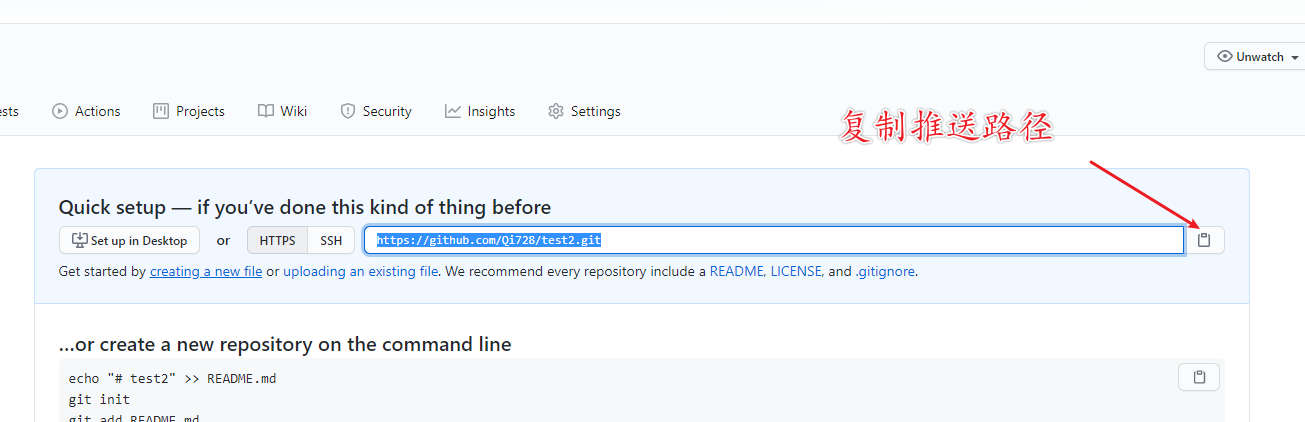 Unwatch
ests Actions Projects Wiki Security Insights Settings
复制推送路径
Quick setup — if you’ve done this kind of thing before
Set up in Desktop or HTTPS SSH https://github.com/Qi728/test2.git
Get started by creating a new file or uploading an existing file. We recommend every repository include a README, LICENSE, and .gitignore.
…or create a new repository on the command line
echo "# test2" >> README.md
git init
git add README.md